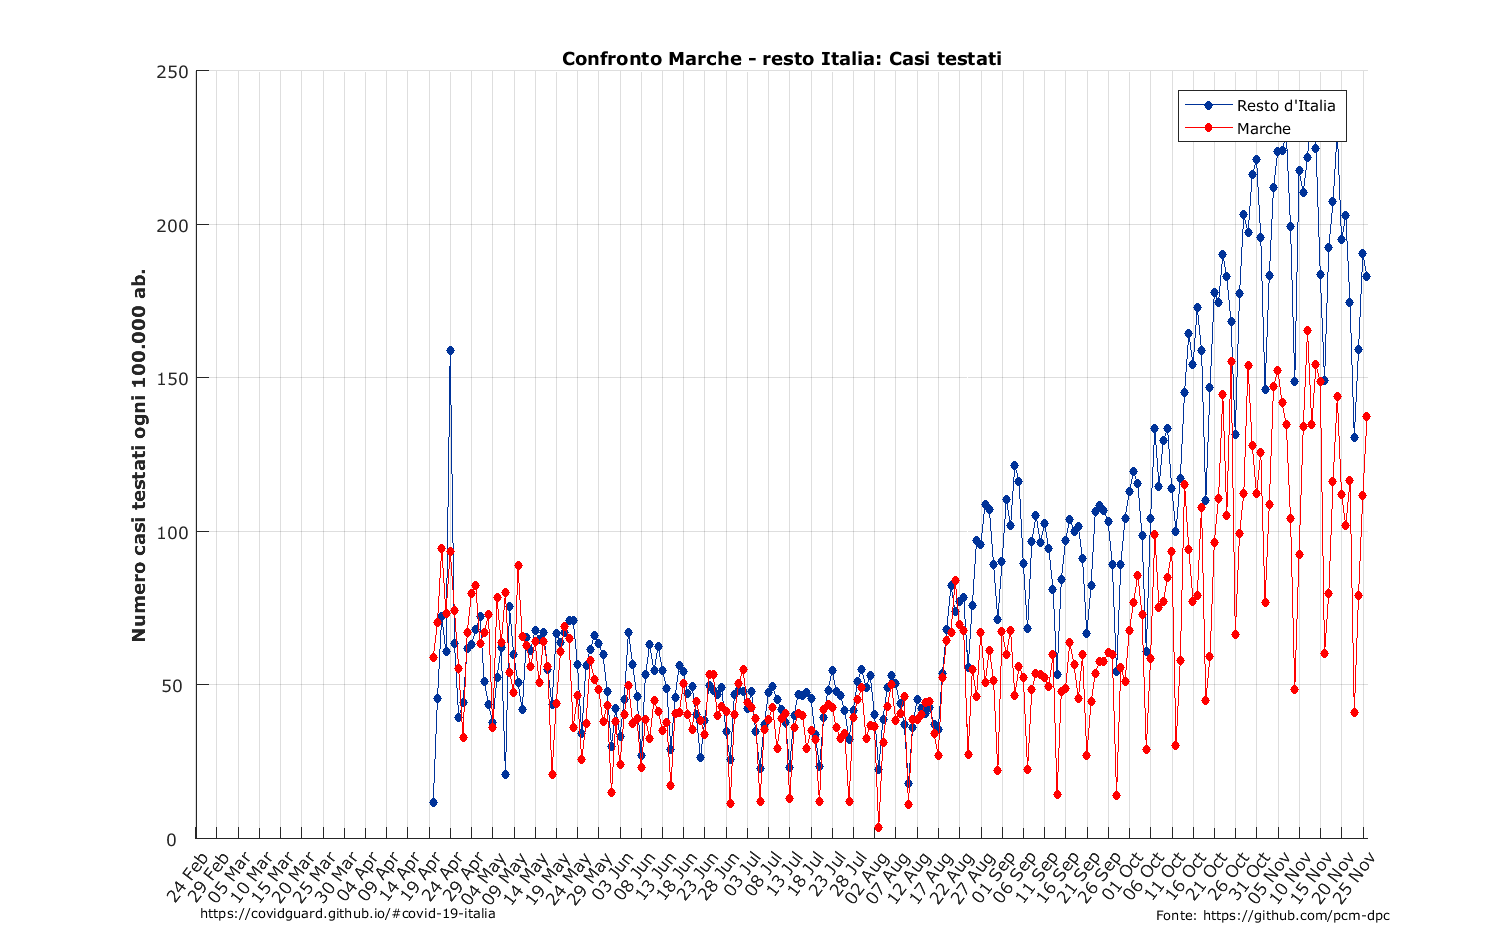 Confronto Marche - resto Italia: Casi testati
250
200
150
100
50
0
Numero casi testati ogni 100.000 ab.
Resto d'Italia
Marche
24 Feb
29 Feb
05 Mar
10 Mar
15 Mar
20 Mar
25 Mar
30 Mar
04 Apr
09 Apr
14 Apr
19 Apr
24 Apr
29 Apr
04 May
09 May
14 May
19 May
24 May
29 May
03 Jun
08 Jun
13 Jun
18 Jun
23 Jun
28 Jun
03 Jul
08 Jul
13 Jul
18 Jul
23 Jul
28 Jul
02 Aug
07 Aug
12 Aug
17 Aug
22 Aug
27 Aug
01 Sep
06 Sep
11 Sep
16 Sep
21 Sep
26 Sep
01 Oct
06 Oct
11 Oct
16 Oct
21 Oct
26 Oct
31 Oct
05 Nov
10 Nov
15 Nov
20 Nov
25 Nov
https://covidguard.github.io/#covid-19-italia
Fonte: https://github.com/pcm-dpc